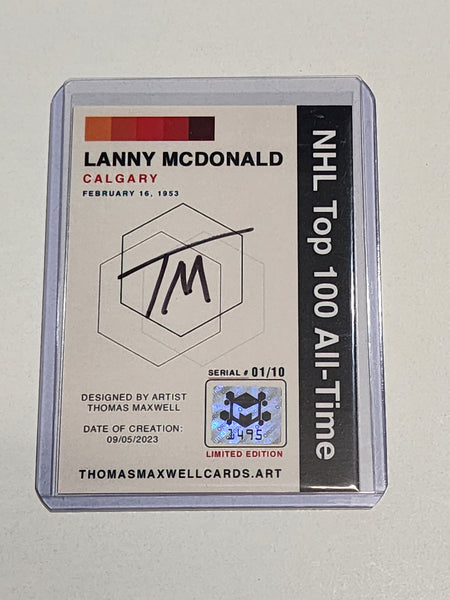 LANNY MCDONALD
CALGARY
FEBRUARY 16, 1953
TM
SERIAL # 01/10
DESIGNED BY ARTIST
THOMAS MAXWELL
DATE OF CREATION:
09/05/2023
1495
LIMITED EDITION
THOMASMAXWELLCARDS.ART
NHL Top 100 All-Time